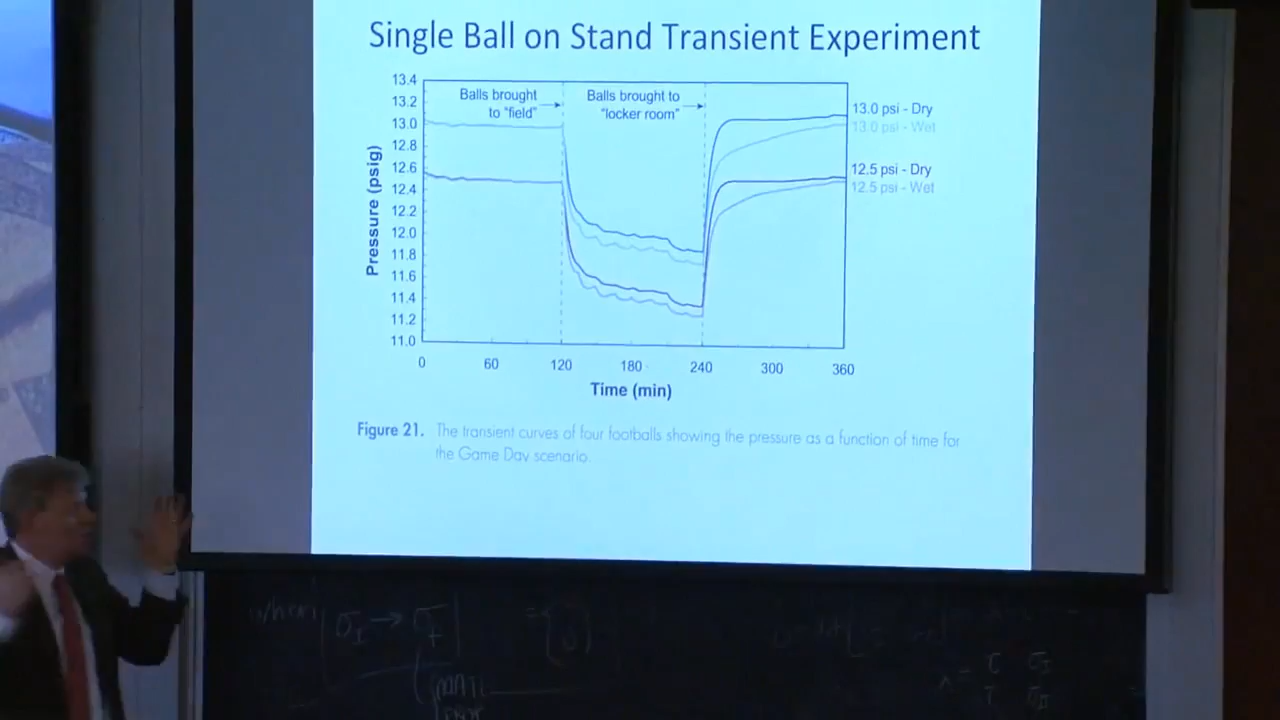 Single Ball on Stand Transient Experiment
13.4
13.2
13.0
12.8
12.6
12.4
12.2
12.0
11.8
11.6
11.4
11.2
11.0
Pressure (psig)
Balls brought
to "field"
Balls brought to
"locker room"
13.0 psi - Dry
13.0 psi - Wet
12.5 psi - Dry
12.5 psi - Wet
0 60 120 180 240 300 360
Time (min)
Figure 21. The transient curves of four footballs showing the pressure as a function of time for
the Game Day scenario.
when σI →